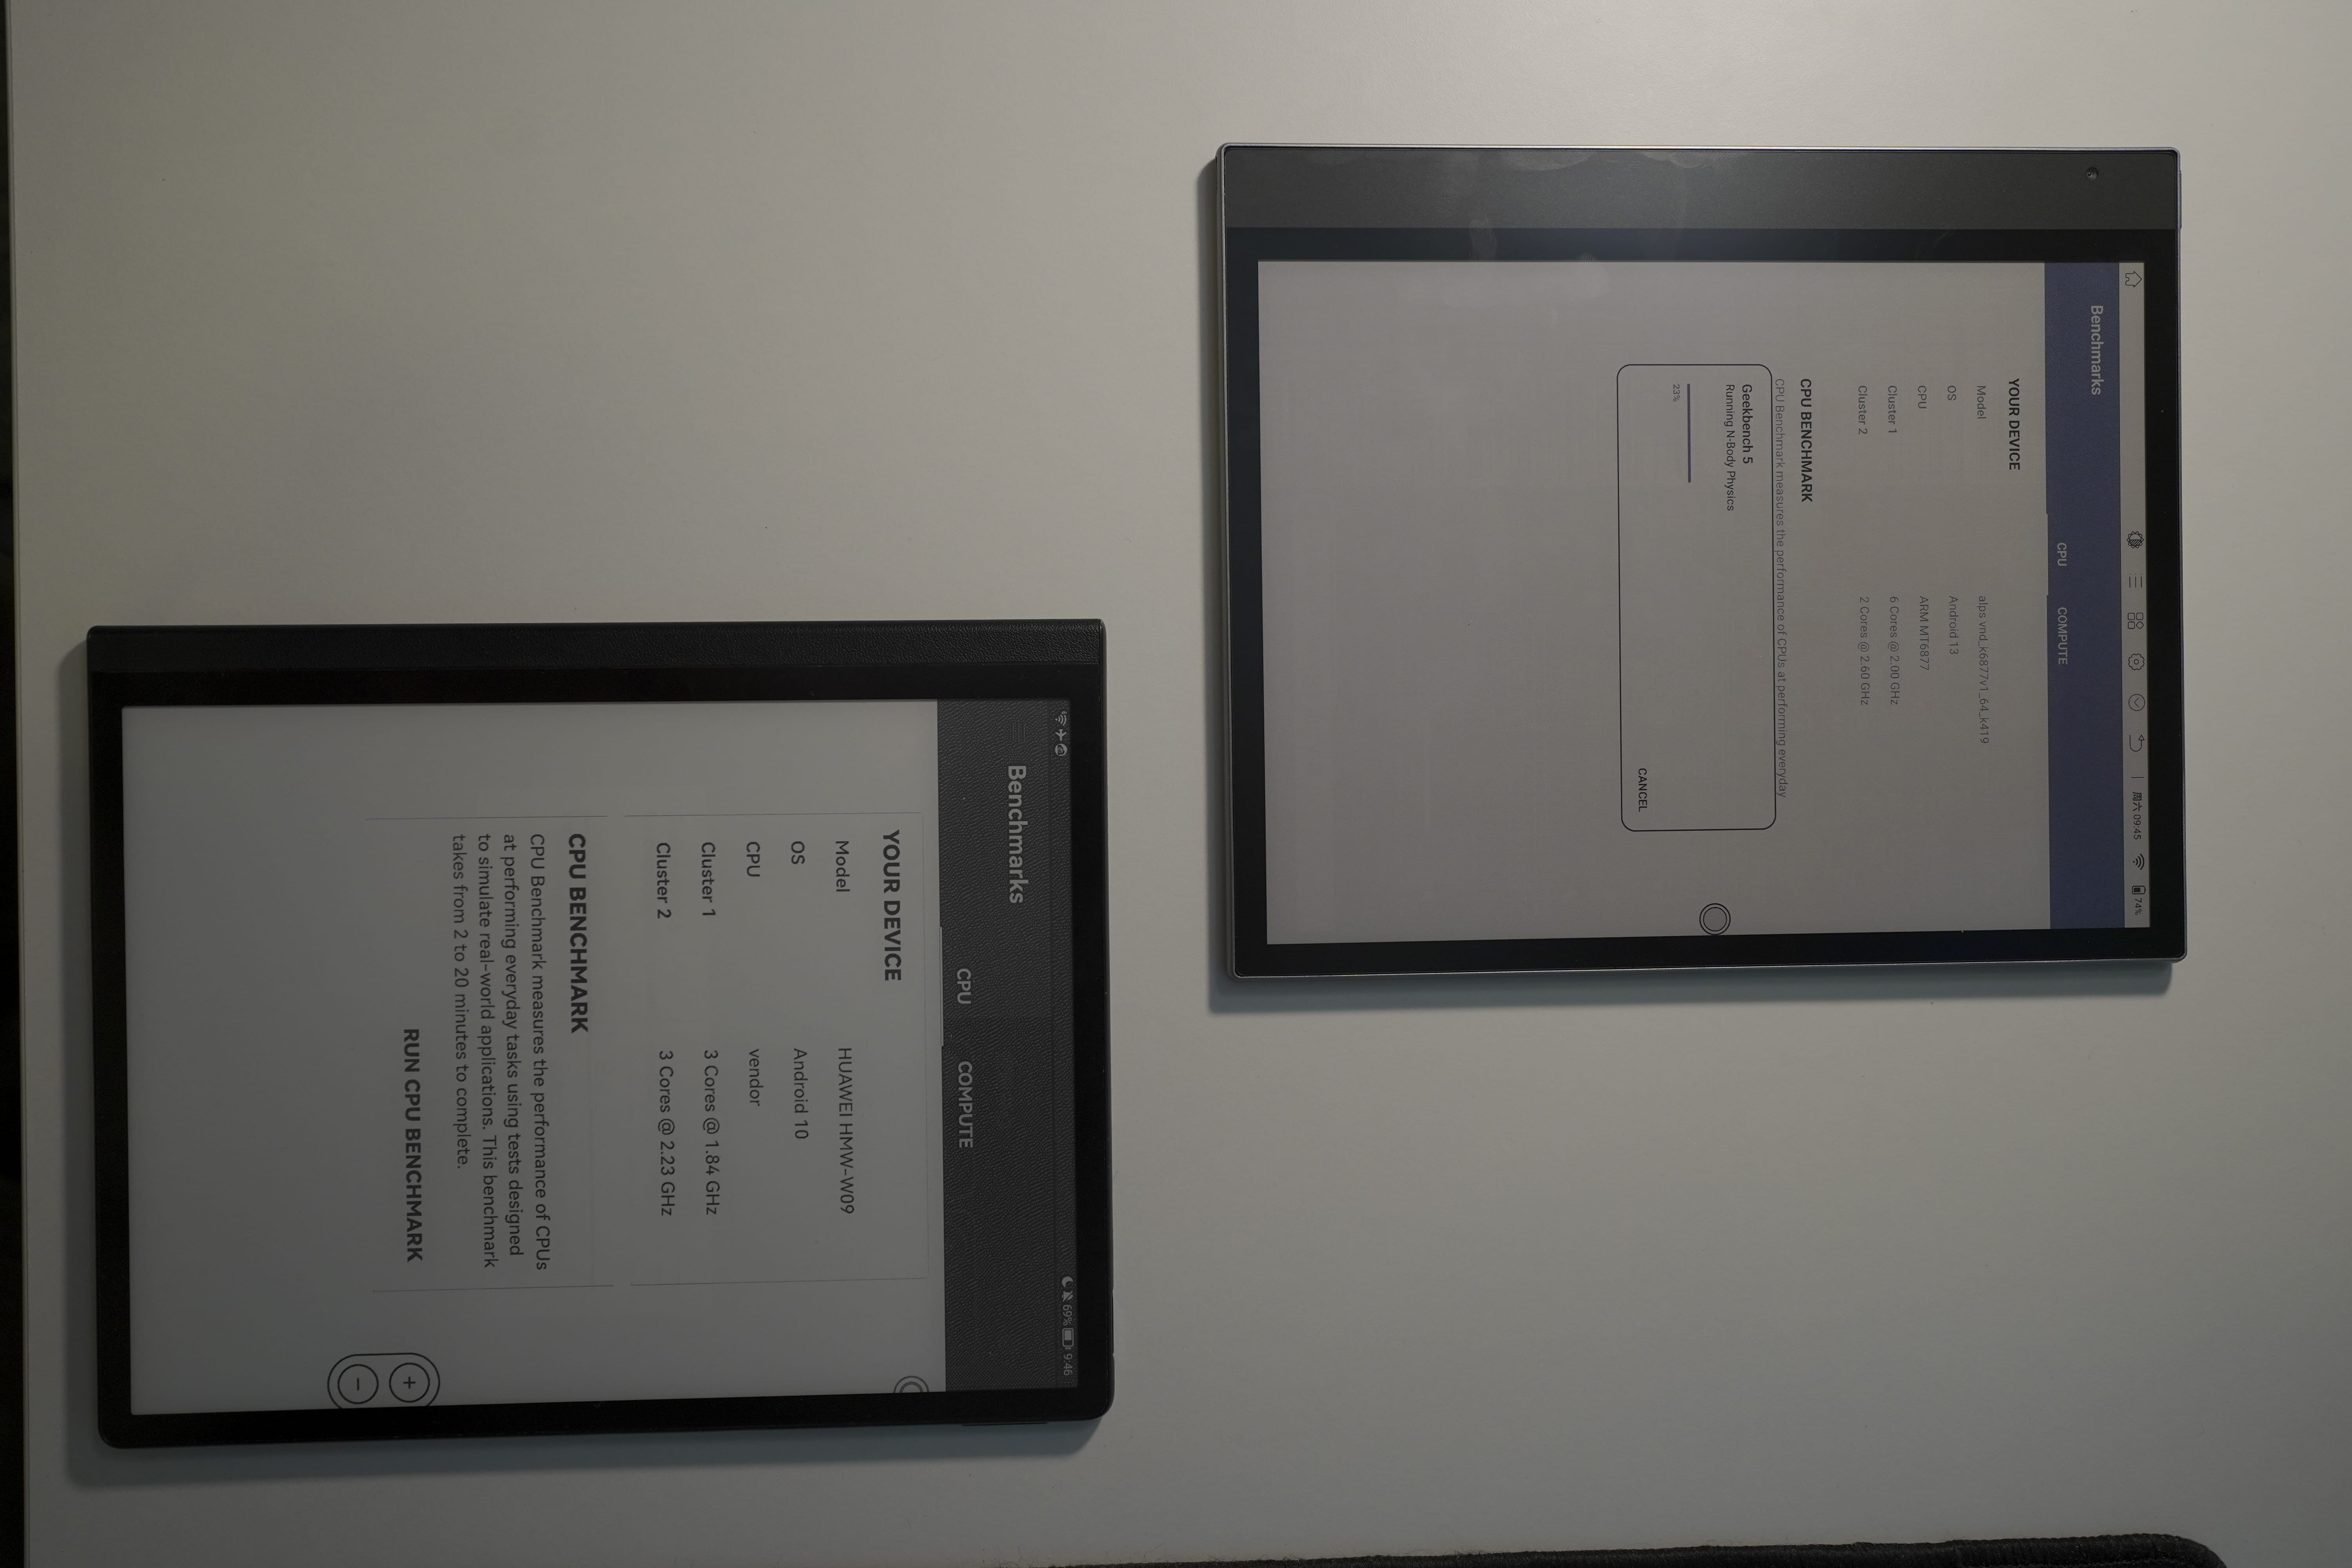 周六 09:45 74%
Benchmarks
CPU COMPUTE
YOUR DEVICE
Model alps vnd_k6877v1_64_k419
OS Android 13
CPU ARM MT6877
Cluster 1 6 Cores @ 2.00 GHz
Cluster 2 2 Cores @ 2.60 GHz
CPU BENCHMARK
CPU Benchmark measures the performance of CPUs at performing everyday
Geekbench 5
Running N-Body Physics
23%
CANCEL
69% 9:46
Benchmarks
CPU COMPUTE
YOUR DEVICE
Model HUAWEI HMW-W09
OS Android 10
CPU vendor
Cluster 1 3 Cores @ 1.84 GHz
Cluster 2 3 Cores @ 2.23 GHz
CPU BENCHMARK
CPU Benchmark measures the performance of CPUs
at performing everyday tasks using tests designed
to simulate real-world applications. This benchmark
takes from 2 to 20 minutes to complete.
RUN CPU BENCHMARK
+
−